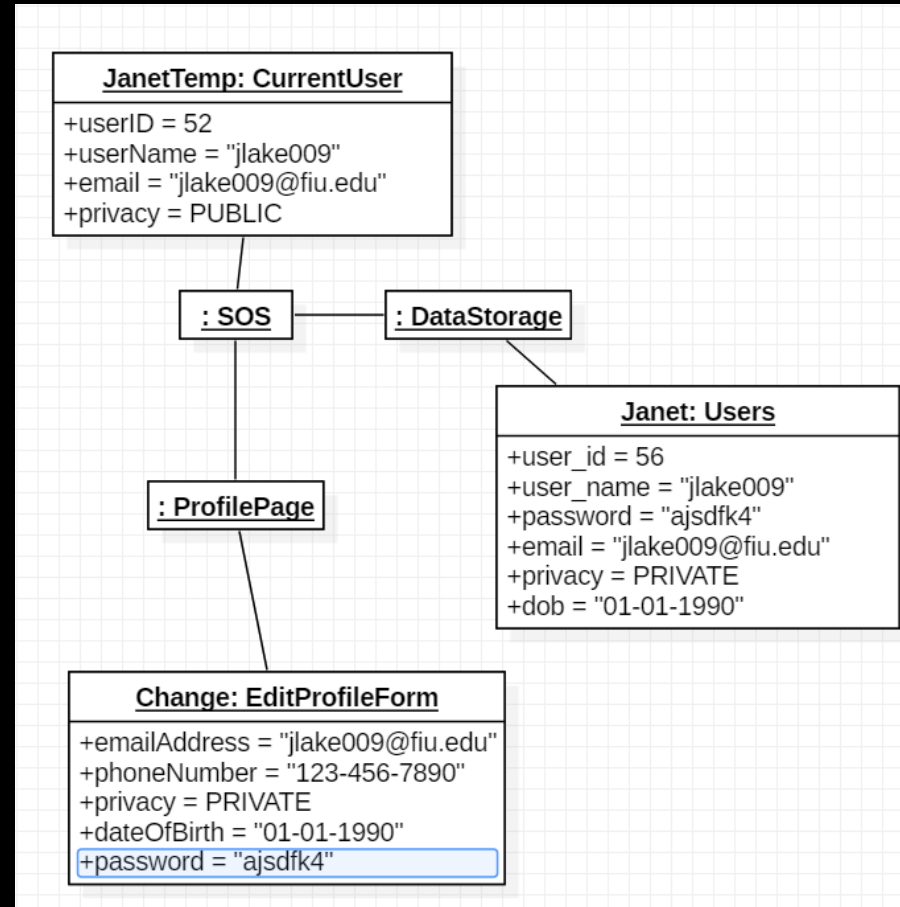 JanetTemp: CurrentUser
+userID = 52
+userName = "jlake009"
+email = "jlake009@fiu.edu"
+privacy = PUBLIC
: SOS
: DataStorage
Janet: Users
+user_id = 56
+user_name = "jlake009"
+password = "ajsdfk4"
+email = "jlake009@fiu.edu"
+privacy = PRIVATE
+dob = "01-01-1990"
: ProfilePage
Change: EditProfileForm
+emailAddress = "jlake009@fiu.edu"
+phoneNumber = "123-456-7890"
+privacy = PRIVATE
+dateOfBirth = "01-01-1990"
+password = "ajsdfk4"